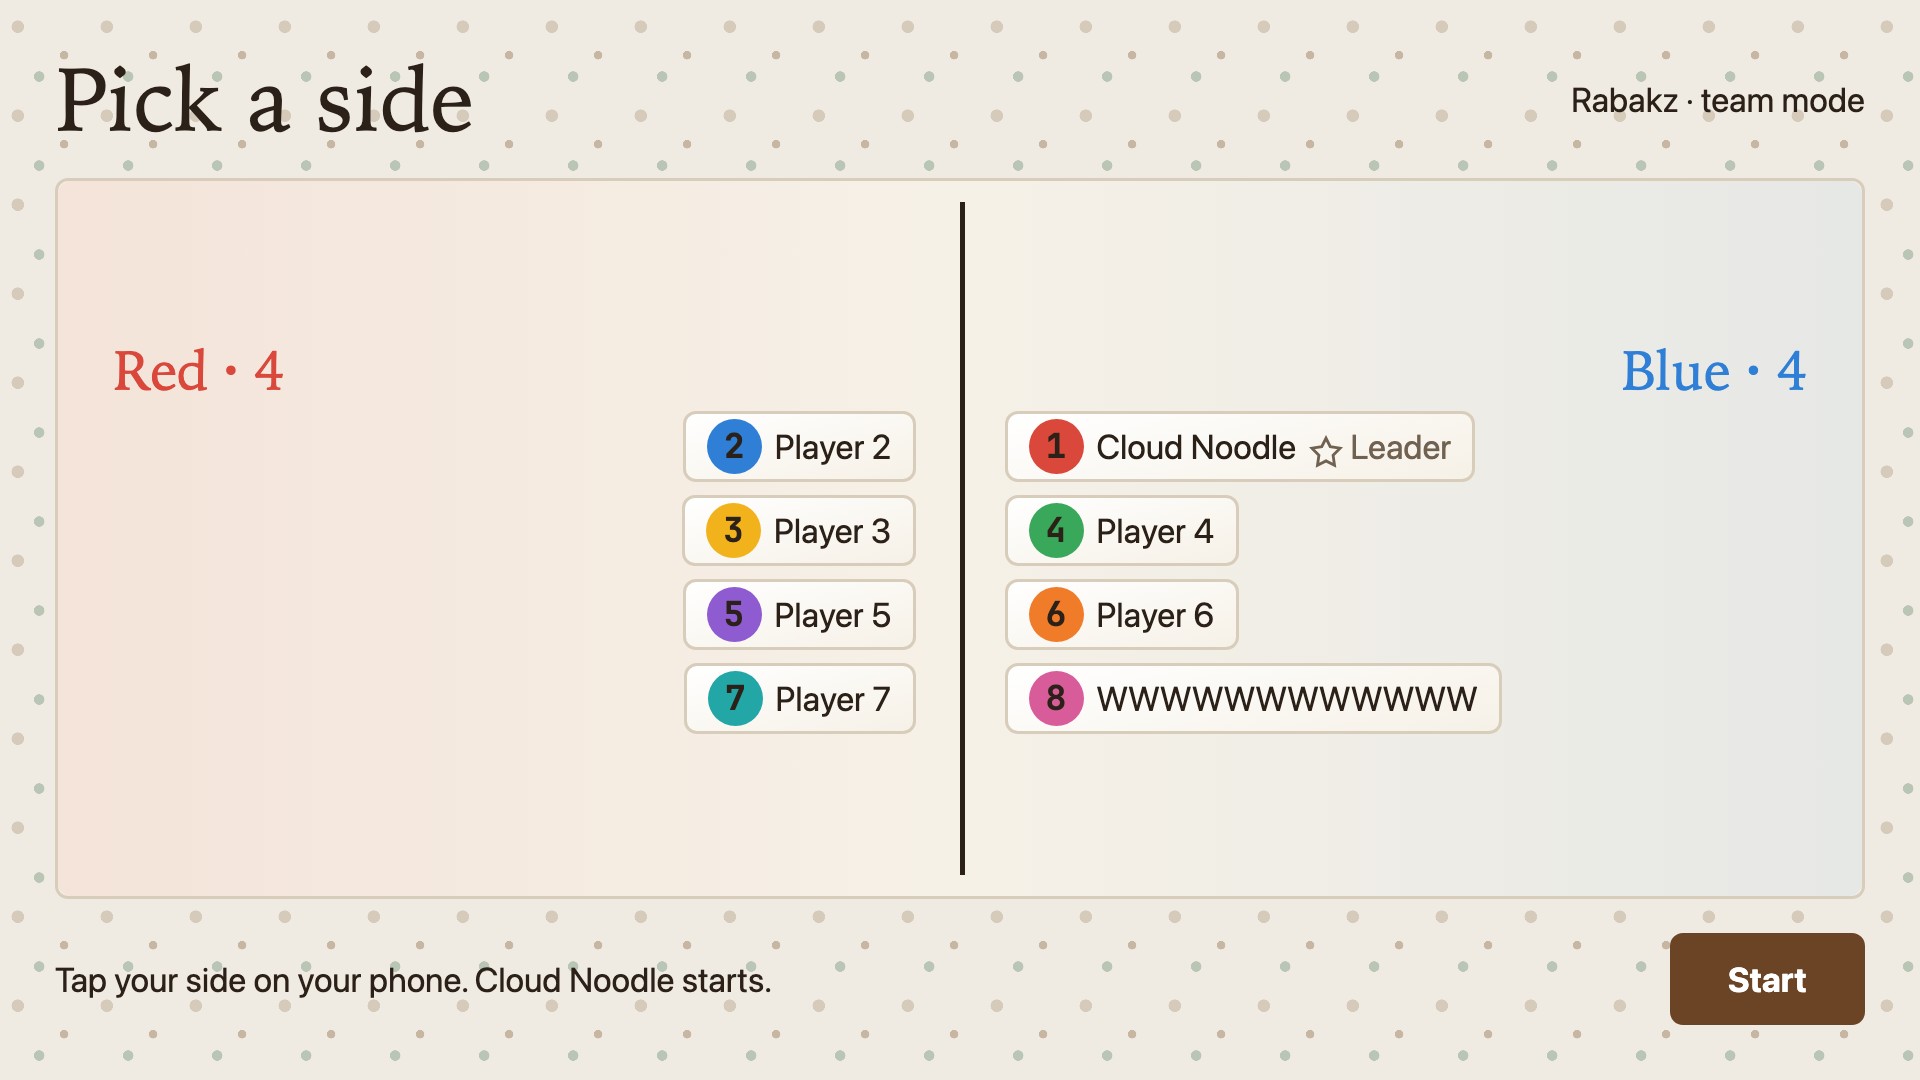 Pick a side
Rabakz · team mode
Red · 4
2 Player 2
3 Player 3
5 Player 5
7 Player 7
Blue · 4
1 Cloud Noodle ☆ Leader
4 Player 4
6 Player 6
8 WWWWWWWWWWWW
Tap your side on your phone. Cloud Noodle starts.
Start